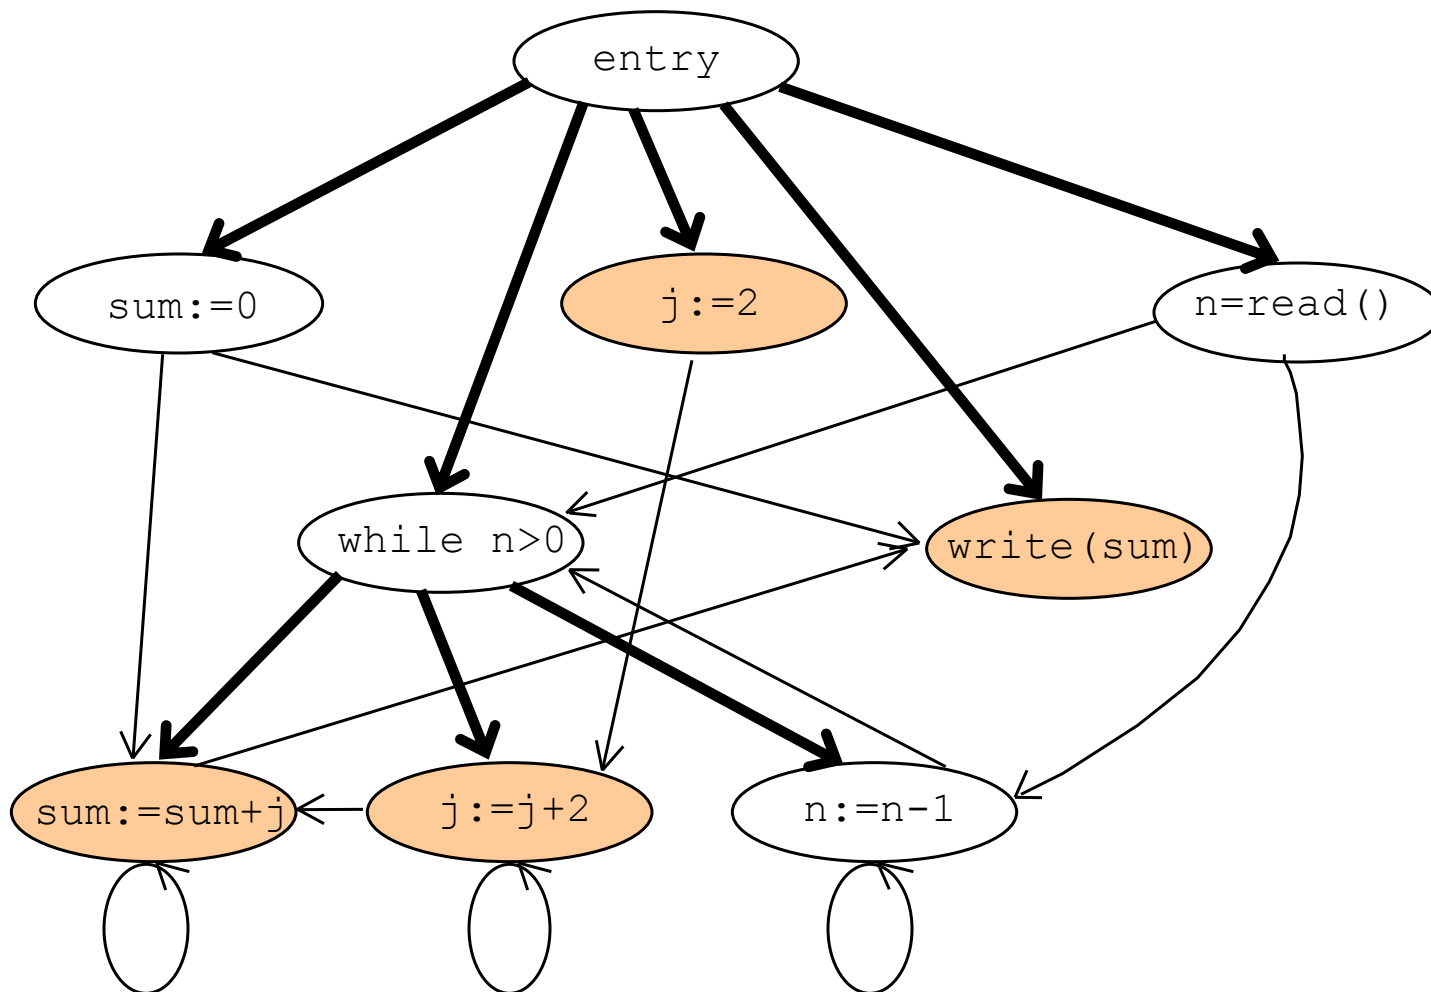 entry
sum:=0
j:=2
n=read()
while n>0
write(sum)
sum:=sum+j
j:=j+2
n:=n-1